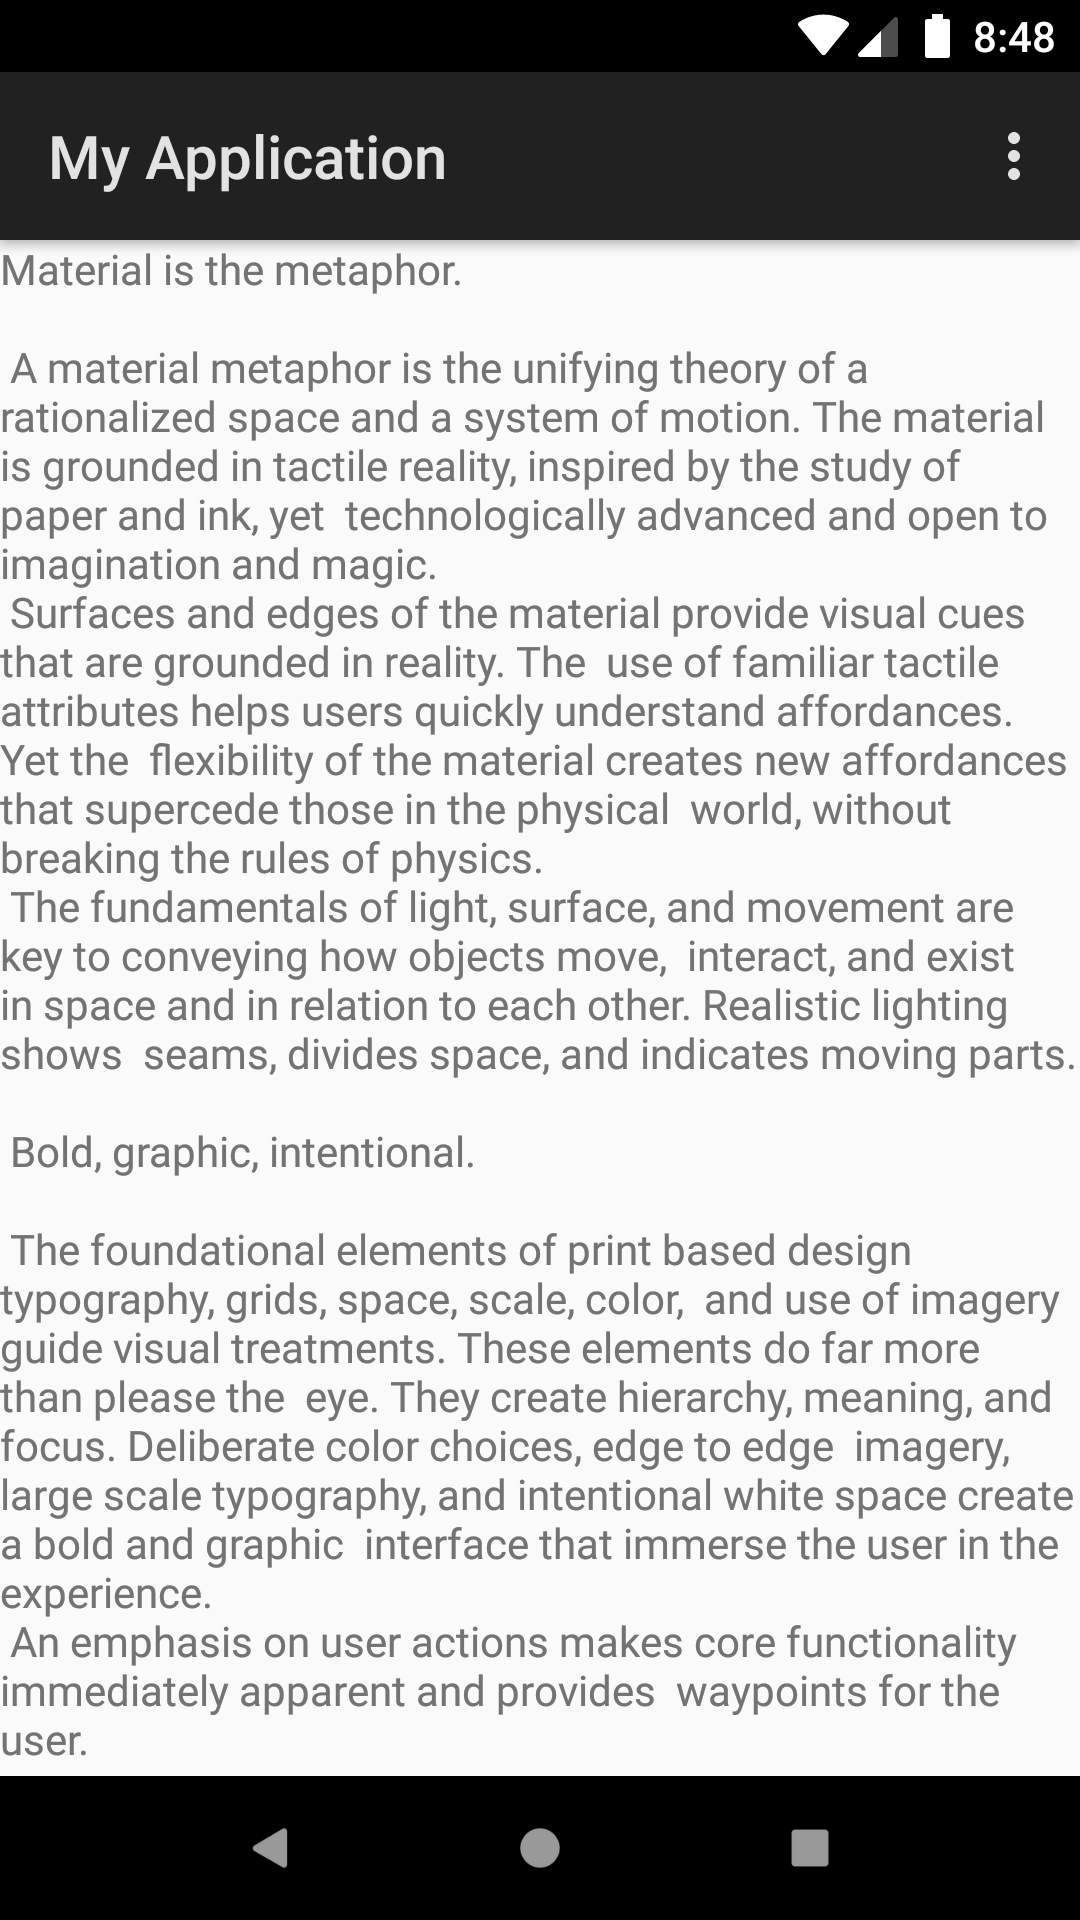 8:48
My Application
Material is the metaphor.
A material metaphor is the unifying theory of a
rationalized space and a system of motion. The material
is grounded in tactile reality, inspired by the study of
paper and ink, yet  technologically advanced and open to
imagination and magic.
Surfaces and edges of the material provide visual cues
that are grounded in reality. The  use of familiar tactile
attributes helps users quickly understand affordances.
Yet the  flexibility of the material creates new affordances
that supercede those in the physical  world, without
breaking the rules of physics.
The fundamentals of light, surface, and movement are
key to conveying how objects move,  interact, and exist
in space and in relation to each other. Realistic lighting
shows  seams, divides space, and indicates moving parts.
Bold, graphic, intentional.
The foundational elements of print based design
typography, grids, space, scale, color,  and use of imagery
guide visual treatments. These elements do far more
than please the  eye. They create hierarchy, meaning, and
focus. Deliberate color choices, edge to edge  imagery,
large scale typography, and intentional white space create
a bold and graphic  interface that immerse the user in the
experience.
An emphasis on user actions makes core functionality
immediately apparent and provides  waypoints for the
user.